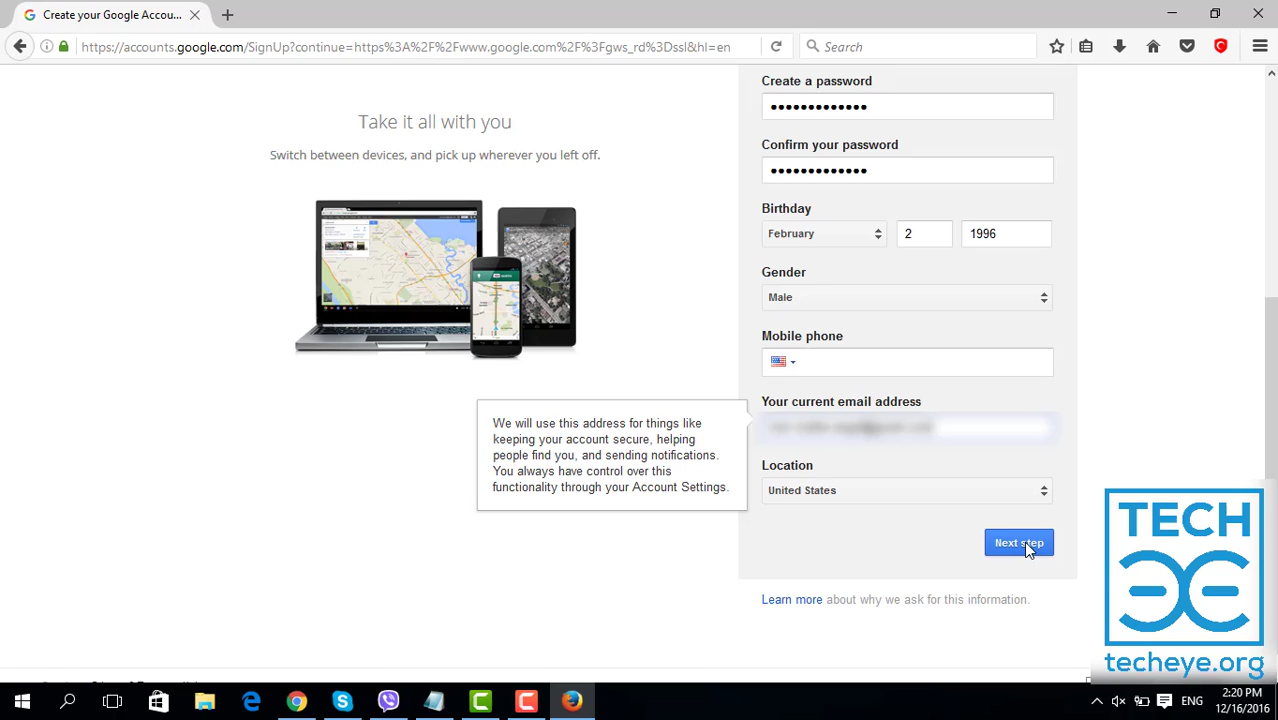 Create your Google Accou...
https://accounts.google.com/SignUp?continue=https%3A%2F%2Fwww.google.com%2F%3Fgws_rd%3Dssl&hl=en
Search
Create a password
•••••••••••••
Take it all with you
Switch between devices, and pick up wherever you left off.
Confirm your password
•••••••••••••
Birthday
February 2 1996
Gender
Male
Mobile phone
Your current email address
We will use this address for things like
keeping your account secure, helping
people find you, and sending notifications.
You always have control over this
functionality through your Account Settings.
Location
United States
Next step
Learn more about why we ask for this information.
TECH
techeye.org
ENG
2:20 PM
12/16/2016